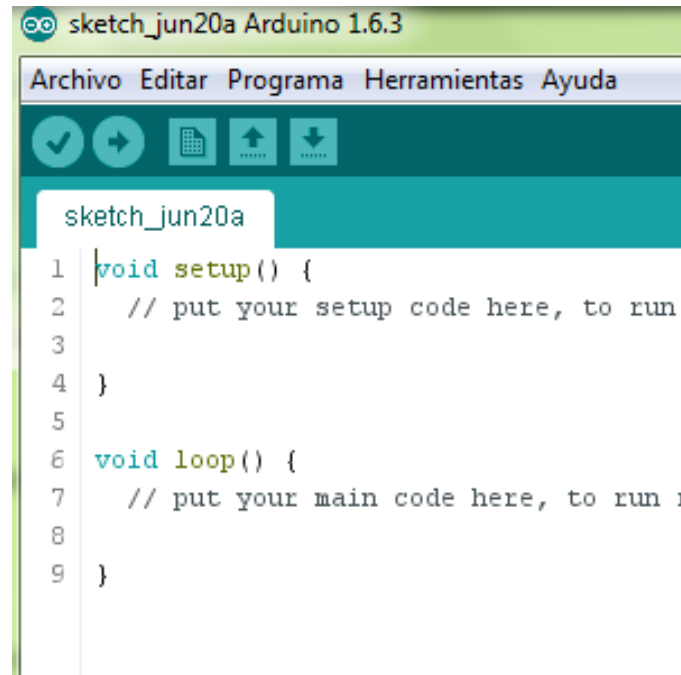 sketch_jun20a Arduino 1.6.3
Archivo Editar Programa Herramientas Ayuda
sketch_jun20a
1 void setup() {
2 // put your setup code here, to run
3
4 }
5
6 void loop() {
7 // put your main code here, to run
8
9 }